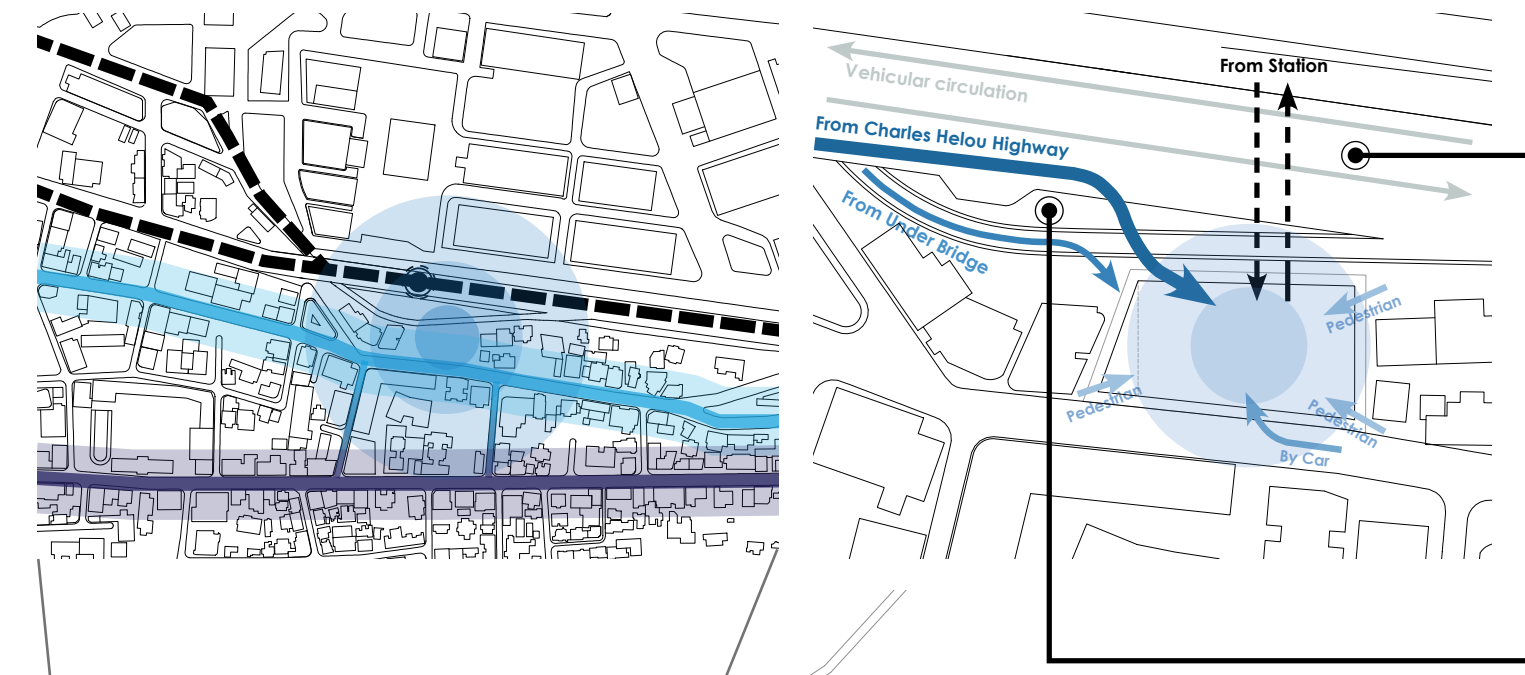 From Station
Vehicular circulation
From Charles Helou Highway
From Under Bridge
Pedestrian
Pedestrian
Pedestrian
By Car